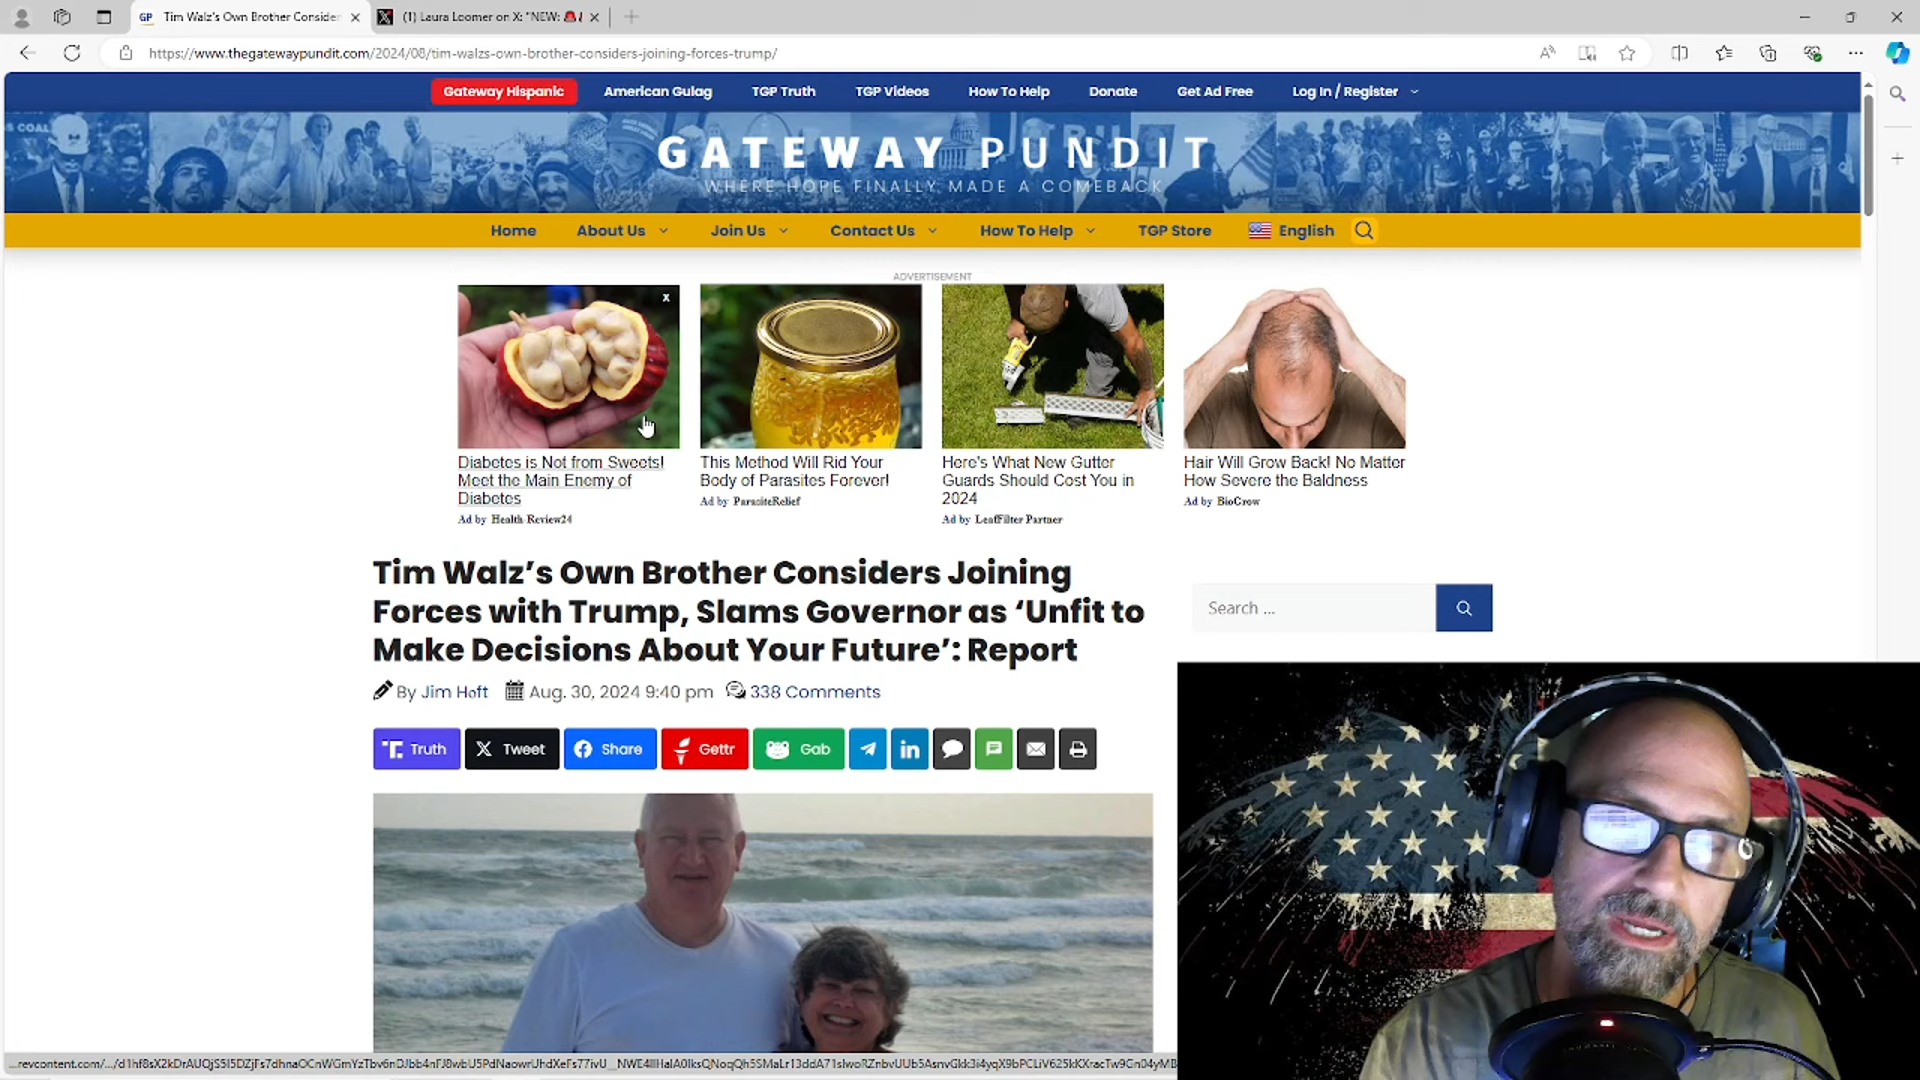 Tim Walz's Own Brother Consider
(1) Laura Loomer on X: "NEW:
https://www.thegatewaypundit.com/2024/08/tim-walzs-own-brother-considers-joining-forces-trump/
Gateway Hispanic American Gulag TGP Truth TGP Videos How To Help Donate Get Ad Free Log In / Register
S COAL
GATEWAY PUNDIT
WHERE HOPE FINALLY MADE A COMEBACK
Home About Us Join Us Contact Us How To Help TGP Store English
ADVERTISEMENT
x
Diabetes is Not from Sweets!
Meet the Main Enemy of
Diabetes
Ad by Health Review24
This Method Will Rid Your
Body of Parasites Forever!
Ad by ParasiteRelief
Here's What New Gutter
Guards Should Cost You in
2024
Ad by LeafFilter Partner
Hair Will Grow Back! No Matter
How Severe the Baldness
Ad by BioGrow
Tim Walz's Own Brother Considers Joining
Forces with Trump, Slams Governor as 'Unfit to
Make Decisions About Your Future': Report
By Jim Hoft Aug. 30, 2024 9:40 pm 338 Comments
Search ...
Truth Tweet Share Gettr Gab